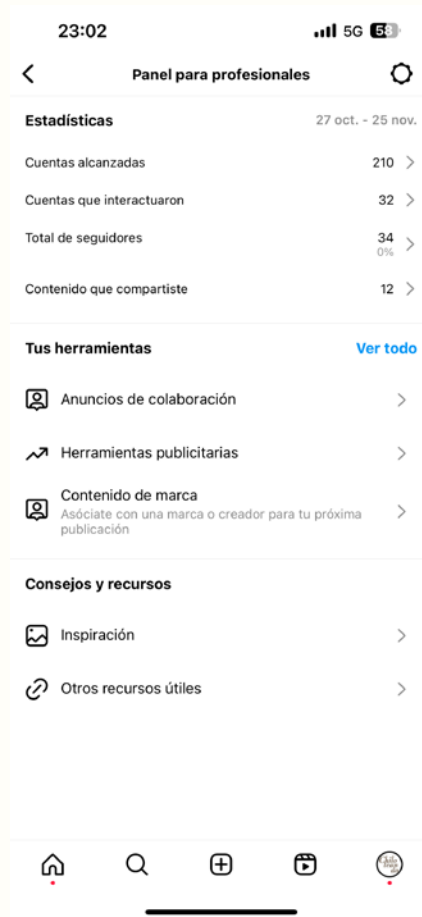 23:02
5G 58
Panel para profesionales
Estadísticas
27 oct. - 25 nov.
Cuentas alcanzadas
210
Cuentas que interactuaron
32
Total de seguidores
34
0%
Contenido que compartiste
12
Tus herramientas
Ver todo
Anuncios de colaboración
Herramientas publicitarias
Contenido de marca
Asóciate con una marca o creador para tu próxima
publicación
Consejos y recursos
Inspiración
Otros recursos útiles